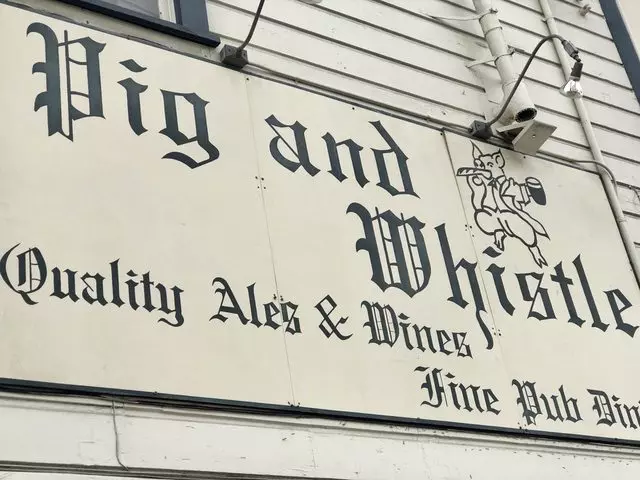 Pig and
Whistle
Quality Ales & Wines
Fine Pub